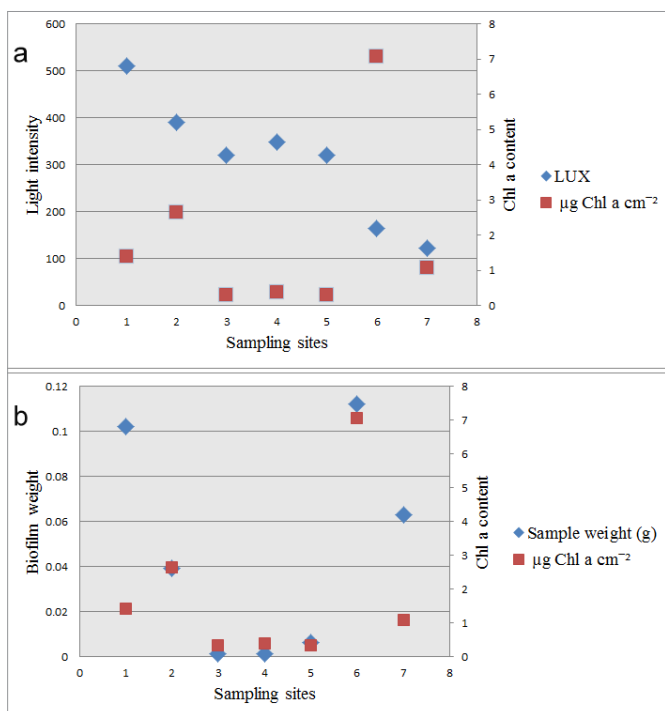 a
600
500
400
300
200
100
0
Light intensity
8
7
6
5
4
3
2
1
0
Chl a content
0 1 2 3 4 5 6 7 8
Sampling sites
LUX
µg Chl a cm⁻²
b
0.12
0.1
0.08
0.06
0.04
0.02
0
Biofilm weight
8
7
6
5
4
3
2
1
0
Chl a content
0 1 2 3 4 5 6 7 8
Sampling sites
Sample weight (g)
µg Chl a cm⁻²